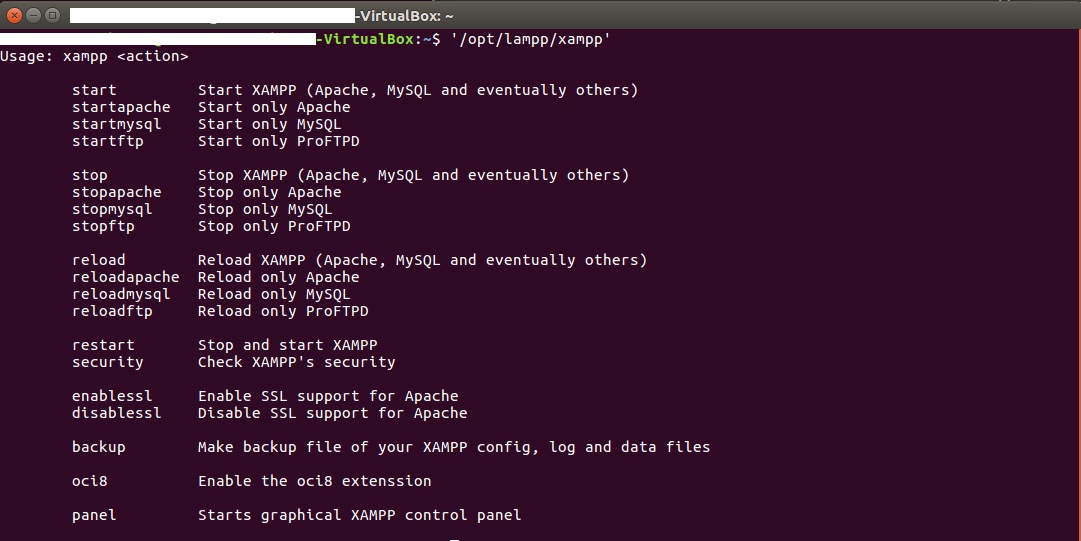 -VirtualBox: ~
-VirtualBox:~$ '/opt/lampp/xampp'
Usage: xampp <action>
start Start XAMPP (Apache, MySQL and eventually others)
startapache Start only Apache
startmysql Start only MySQL
startftp Start only ProFTPD
stop Stop XAMPP (Apache, MySQL and eventually others)
stopapache Stop only Apache
stopmysql Stop only MySQL
stopftp Stop only ProFTPD
reload Reload XAMPP (Apache, MySQL and eventually others)
reloadapache Reload only Apache
reloadmysql Reload only MySQL
reloadftp Reload only ProFTPD
restart Stop and start XAMPP
security Check XAMPP's security
enablessl Enable SSL support for Apache
disablessl Disable SSL support for Apache
backup Make backup file of your XAMPP config, log and data files
oci8 Enable the oci8 extenssion
panel Starts graphical XAMPP control panel